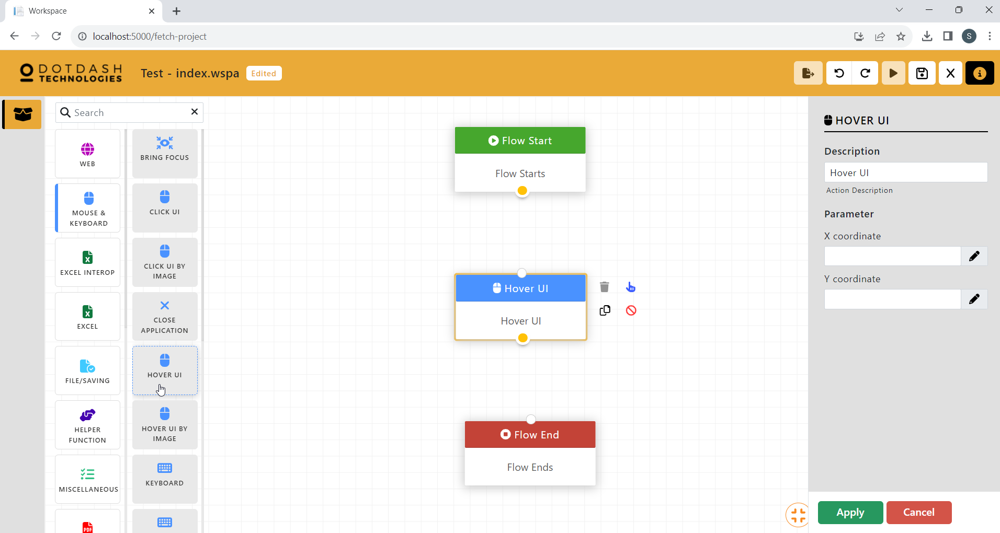 Workspace
localhost:5000/fetch-project
S
DOTDASH
TECHNOLOGIES
Test - index.wspa
Edited
Search
WEB
BRING FOCUS
MOUSE &
KEYBOARD
CLICK UI
EXCEL INTEROP
CLICK UI BY
IMAGE
EXCEL
CLOSE
APPLICATION
FILE/SAVING
HOVER UI
HELPER
FUNCTION
HOVER UI BY
IMAGE
MISCELLANEOUS
KEYBOARD
PDF
Flow Start
Flow Starts
Hover UI
Hover UI
Flow End
Flow Ends
HOVER UI
Description
Hover UI
Action Description
Parameter
X coordinate
Y coordinate
Apply
Cancel